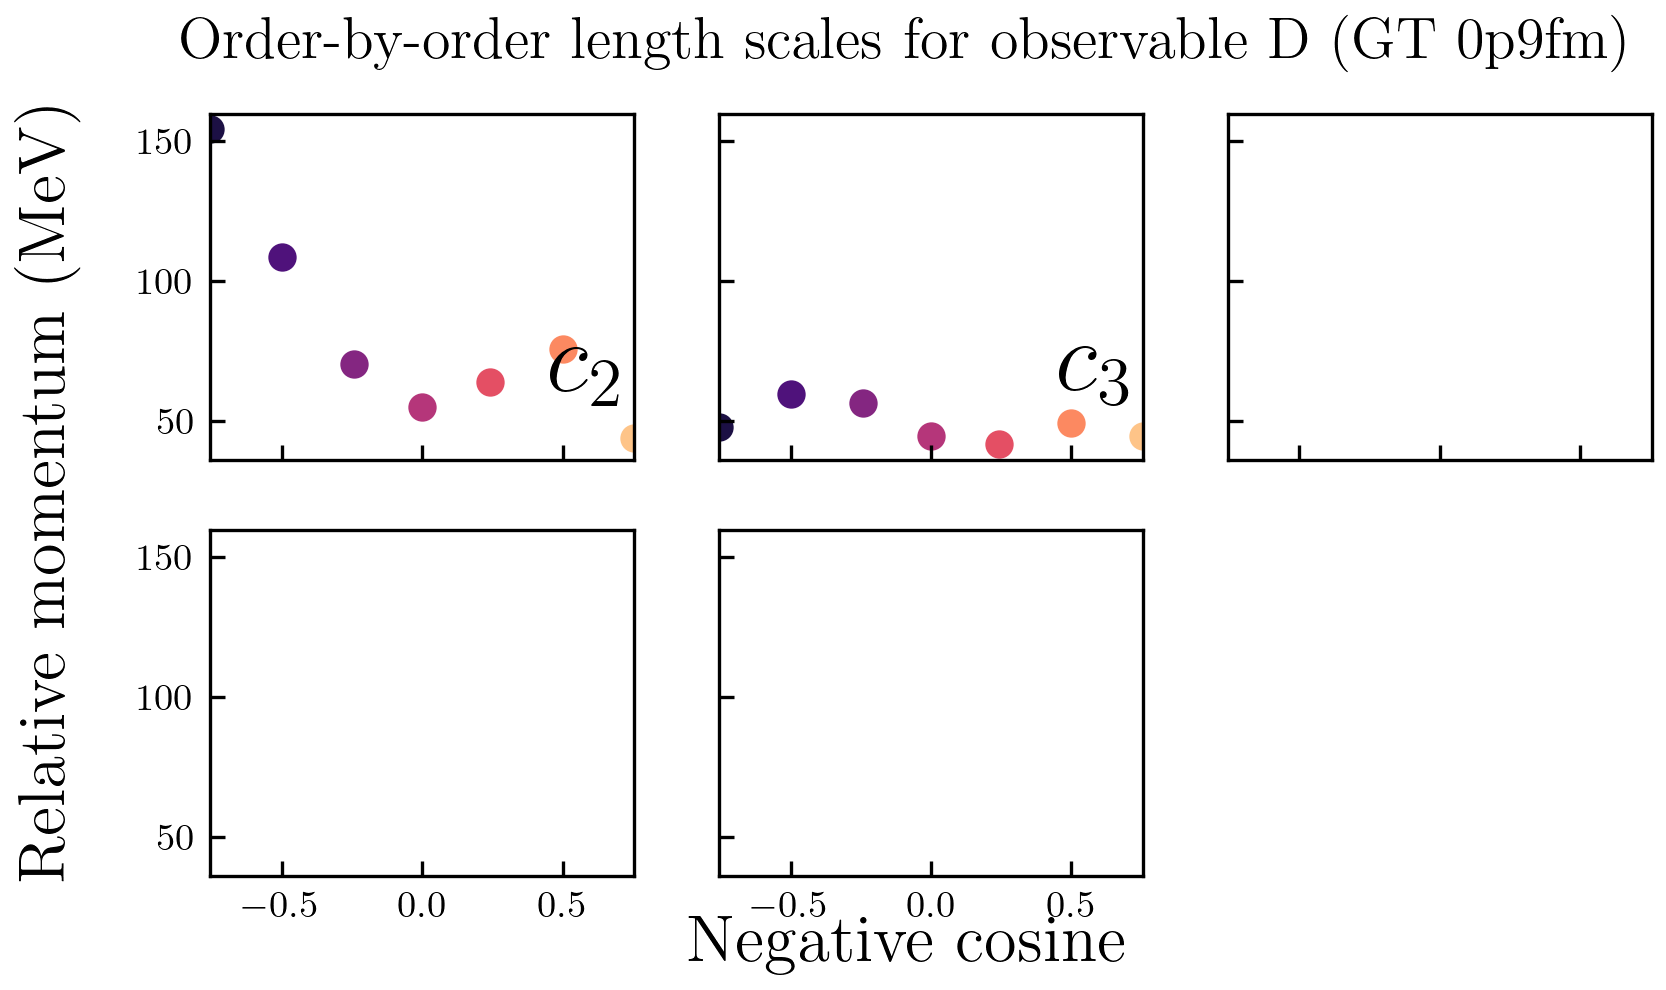 Order-by-order length scales for observable D (GT 0p9fm)
Relative momentum (MeV)
150
100
50
c2
c3
150
100
50
−0.5 0.0 0.5
−0.5 0.0 0.5
Negative cosine